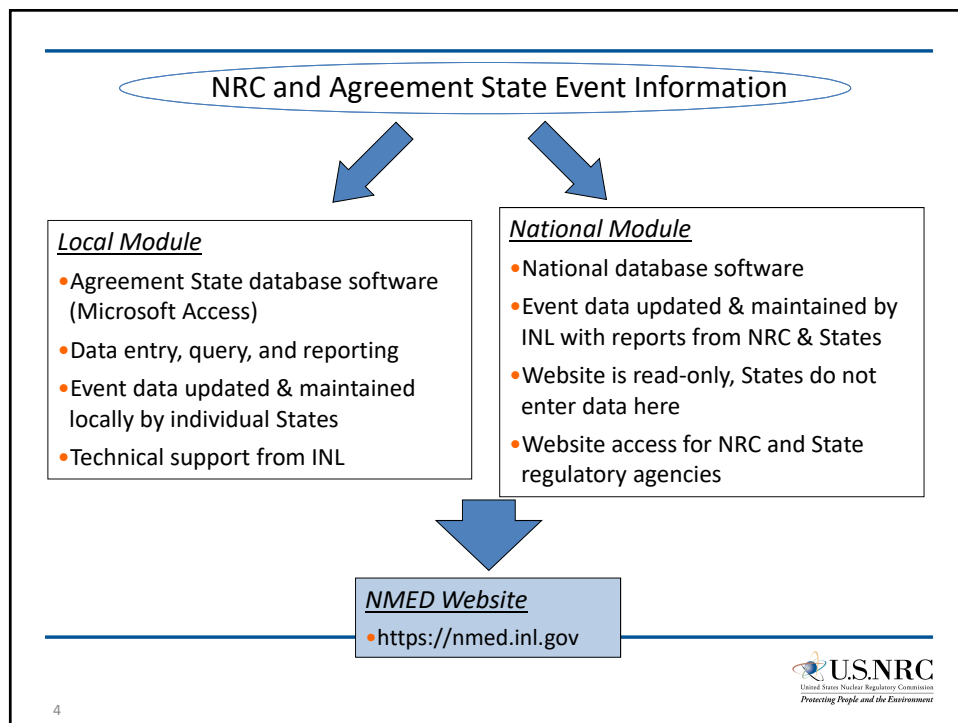 NRC and Agreement State Event Information
Local Module
•Agreement State database software
(Microsoft Access)
•Data entry, query, and reporting
•Event data updated & maintained
locally by individual States
•Technical support from INL
National Module
•National database software
•Event data updated & maintained by
INL with reports from NRC & States
•Website is read-only, States do not
enter data here
•Website access for NRC and State
regulatory agencies
NMED Website
•https://nmed.inl.gov
U.S.NRC
United States Nuclear Regulatory Commission
Protecting People and the Environment
4